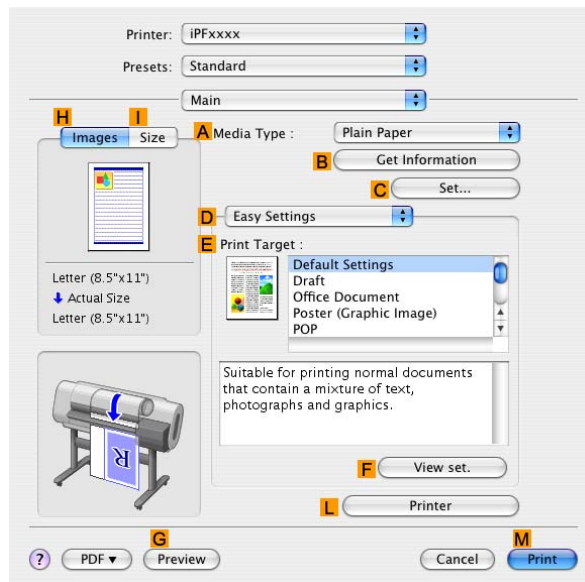 Printer: iPFxxxx
Presets: Standard
Main
H I
Images Size
A Media Type : Plain Paper
B Get Information
C Set...
D Easy Settings
E Print Target :
Default Settings
Draft
Office Document
Poster (Graphic Image)
POP
Letter (8.5"x11")
Actual Size
Letter (8.5"x11")
Suitable for printing normal documents
that contain a mixture of text,
photographs and graphics.
R
F View set.
L Printer
G M
? PDF Preview Cancel Print